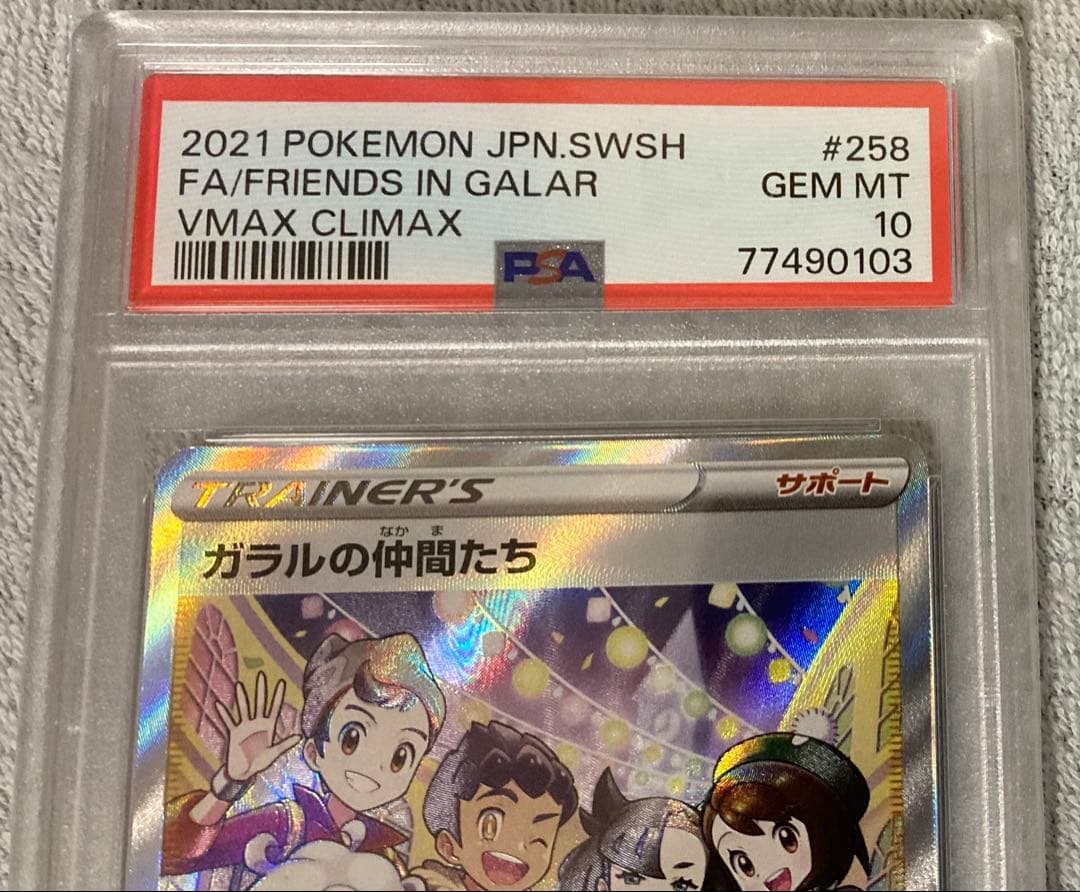 2021 POKEMON JPN.SWSH #258
FA/FRIENDS IN GALAR GEM MT
VMAX CLIMAX 10
PSA 77490103
TRAINER'S サポート
なかま
ガラルの仲間たち